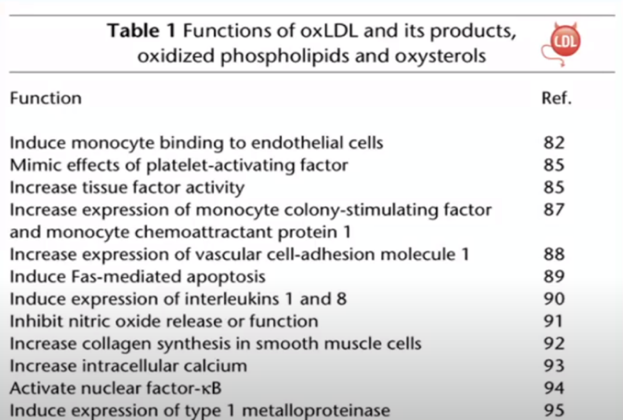 Table 1 Functions of oxLDL and its products,
oxidized phospholipids and oxysterols
LDL
Function Ref.
Induce monocyte binding to endothelial cells 82
Mimic effects of platelet-activating factor 85
Increase tissue factor activity 85
Increase expression of monocyte colony-stimulating factor 87
and monocyte chemoattractant protein 1
Increase expression of vascular cell-adhesion molecule 1 88
Induce Fas-mediated apoptosis 89
Induce expression of interleukins 1 and 8 90
Inhibit nitric oxide release or function 91
Increase collagen synthesis in smooth muscle cells 92
Increase intracellular calcium 93
Activate nuclear factor-κB 94
Induce expression of type 1 metalloproteinase 95